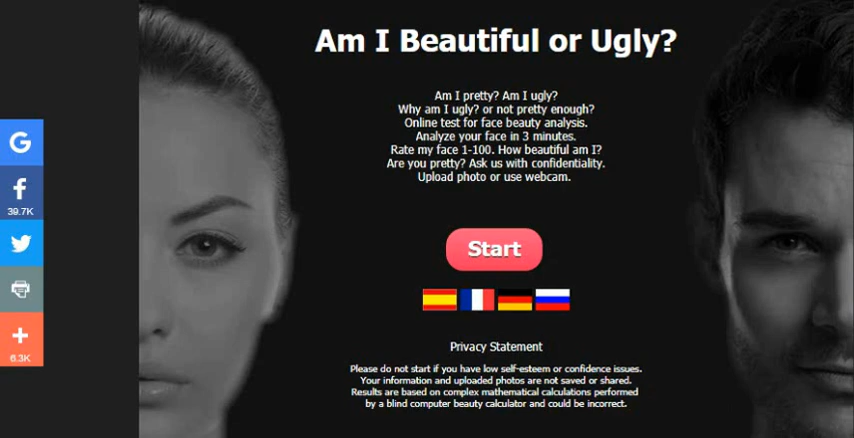 Am I Beautiful or Ugly?
Am I pretty? Am I ugly?
Why am I ugly? or not pretty enough?
Online test for face beauty analysis.
Analyze your face in 3 minutes.
Rate my face 1-100. How beautiful am I?
Are you pretty? Ask us with confidentiality.
Upload photo or use webcam.
G
f
39.7K
+
6.3K
Start
Privacy Statement
Please do not start if you have low self-esteem or confidence issues.
Your information and uploaded photos are not saved or shared.
Results are based on complex mathematical calculations performed
by a blind computer beauty calculator and could be incorrect.